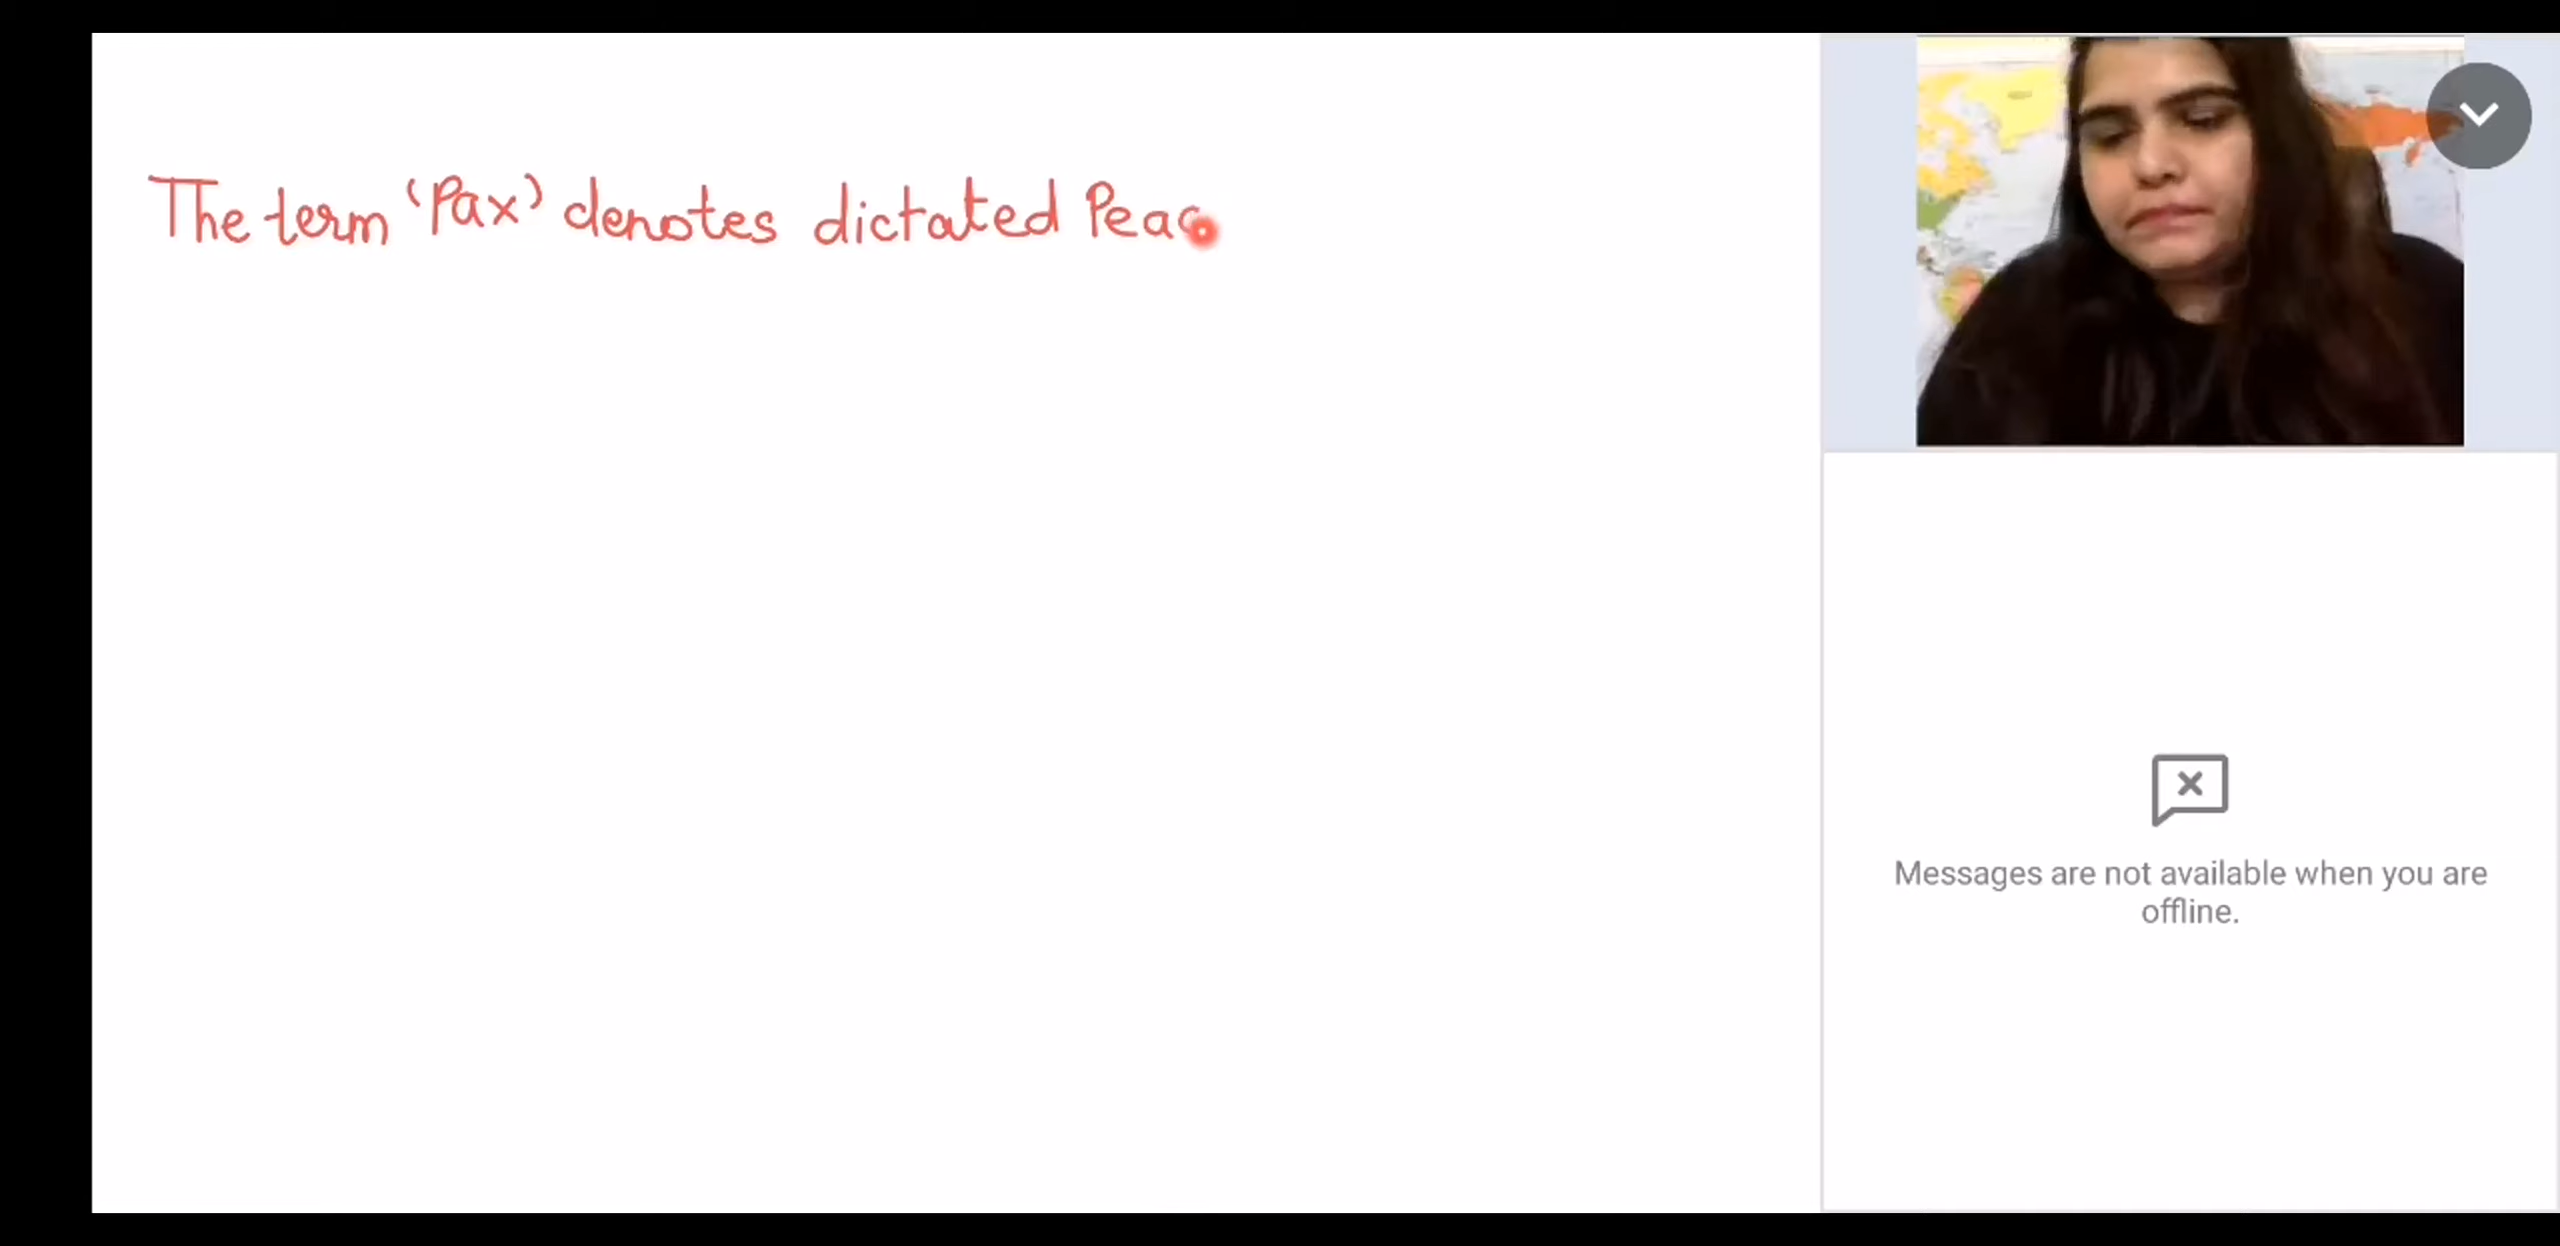 The term 'Pax' denotes dictated Peac
Messages are not available when you are
offline.